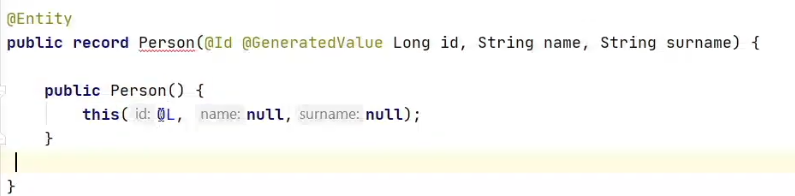 @Entity
public record Person(@Id @GeneratedValue Long id, String name, String surname) {
public Person() {
this( id: 0L, name: null, surname: null);
}
}